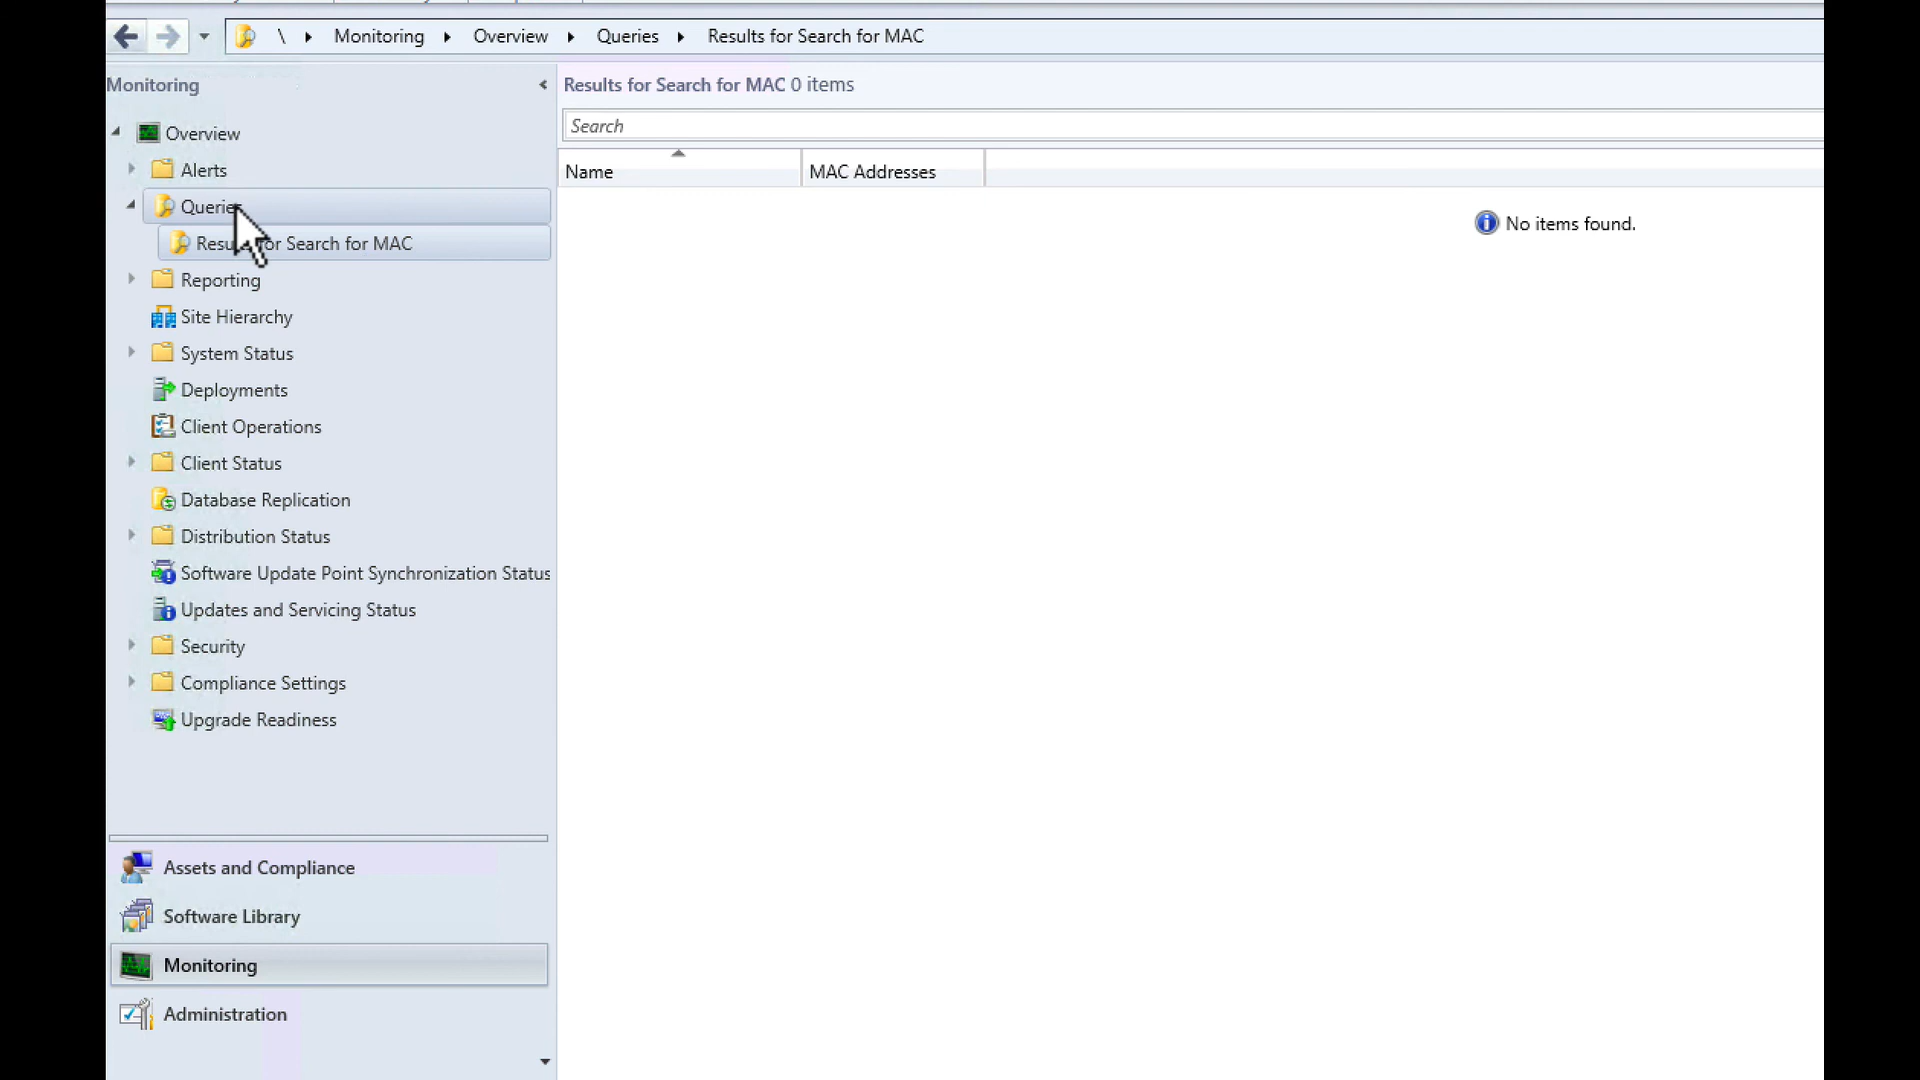 \ Monitoring Overview Queries Results for Search for MAC
Monitoring
Results for Search for MAC 0 items
Search
Name MAC Addresses
No items found.
Overview
Alerts
Queries
Results for Search for MAC
Reporting
Site Hierarchy
System Status
Deployments
Client Operations
Client Status
Database Replication
Distribution Status
Software Update Point Synchronization Status
Updates and Servicing Status
Security
Compliance Settings
Upgrade Readiness
Assets and Compliance
Software Library
Monitoring
Administration